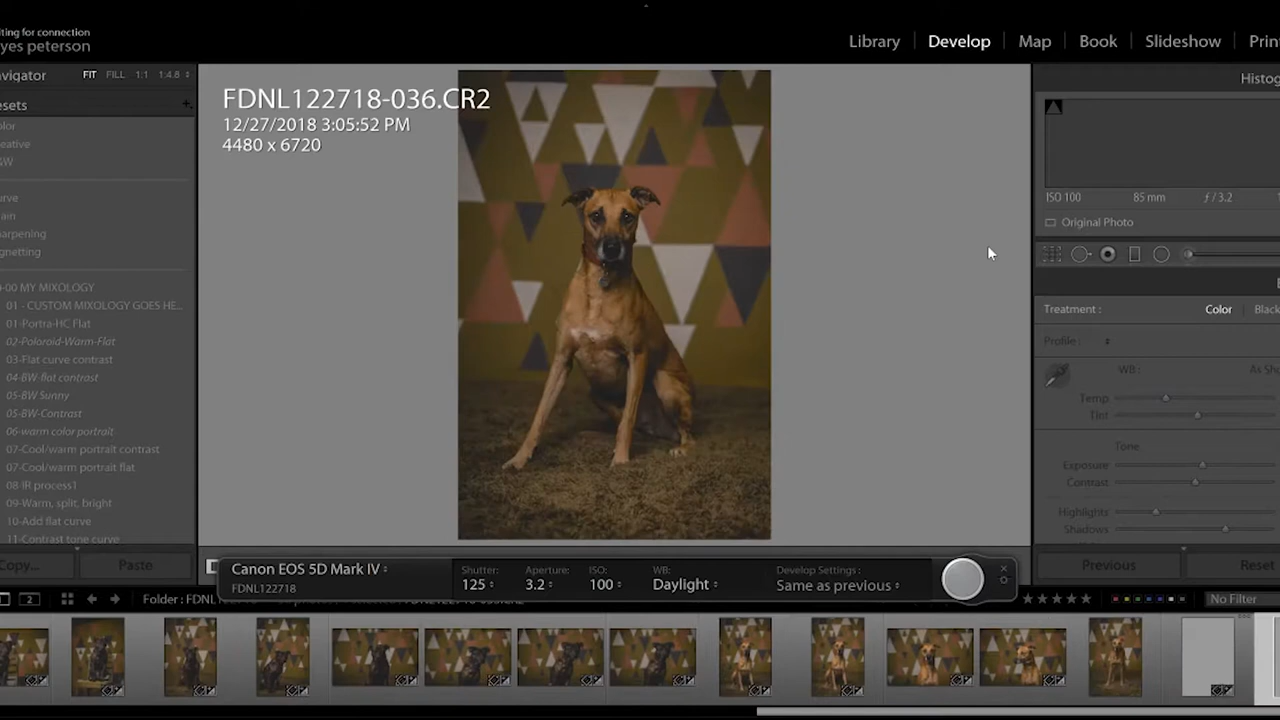 iting for connection
yes peterson
Library
Develop
Map
Book
Slideshow
Prin
avigator
FIT
FILL
1:1
1:4.8
Histog
esets
olor
eative
&W
urve
ain
arpening
gnetting
-00 MY MIXOLOGY
01 - CUSTOM MIXOLOGY GOES HE...
01-Portra-HC Flat
02-Poloroid-Warm-Flat
03-Flat curve contrast
04-BW-flat contrast
05-BW Sunny
05-BW-Contrast
06-warm color portrait
07-Cool/warm portrait contrast
07-Cool/warm portrait flat
08-IR process1
09-Warm, split, bright
10-Add flat curve
11-Contrast tone curve
Copy...
Paste
FDNL122718-036.CR2
12/27/2018 3:05:52 PM
4480 x 6720
ISO 100
85 mm
ƒ / 3.2
Original Photo
Treatment :
Color
Black
Profile :
WB :
As Sho
Temp
Tint
Tone
Exposure
Contrast
Highlights
Shadows
Previous
Reset
Canon EOS 5D Mark IV
FDNL122718
Shutter:
125
Aperture:
3.2
ISO:
100
WB:
Daylight
Develop Settings :
Same as previous
2
Folder : FDNL
No Filter